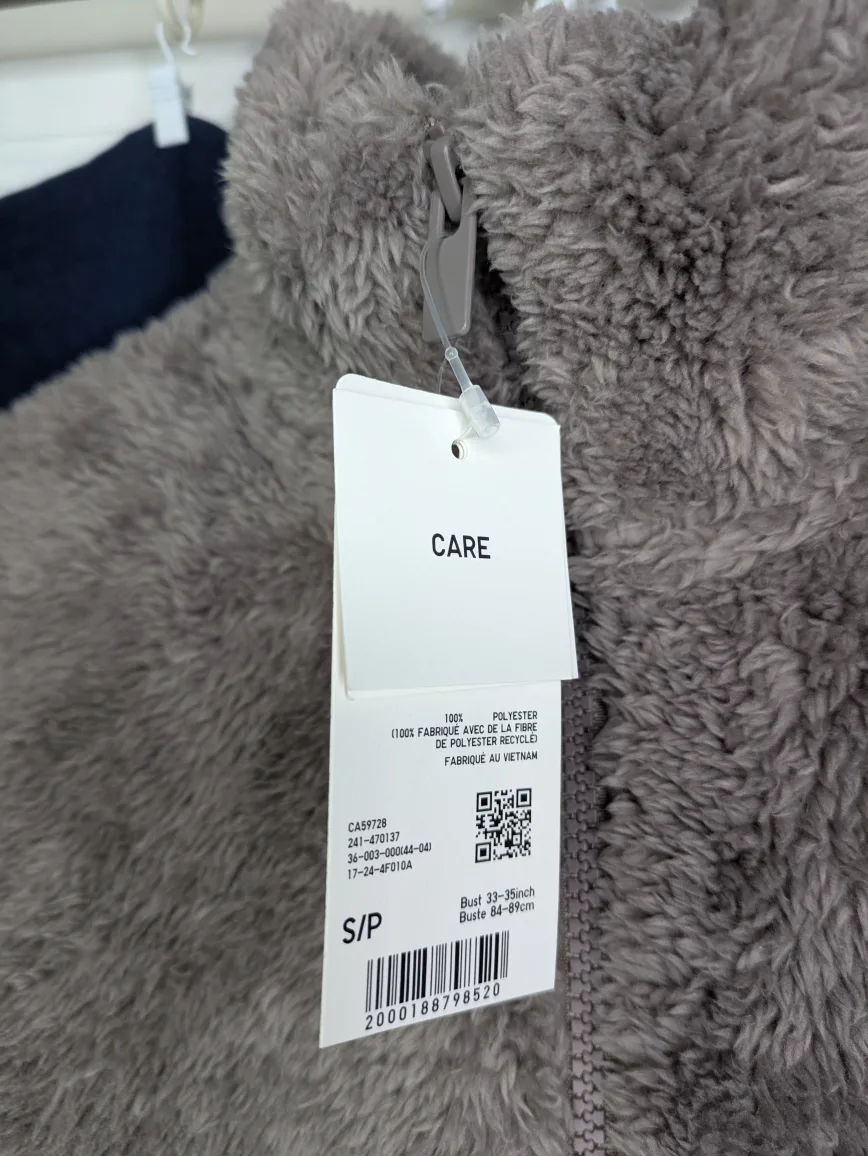 CARE
100% POLYESTER
(100% FABRIQUÉ AVEC DE LA FIBRE
DE POLYESTER RECYCLÉ)
FABRIQUÉ AU VIETNAM
CA59728
241-470137
36-003-000(44-04)
17-24-4F010A
Bust 33-35inch
Buste 84-89cm
S/P
2000188798520